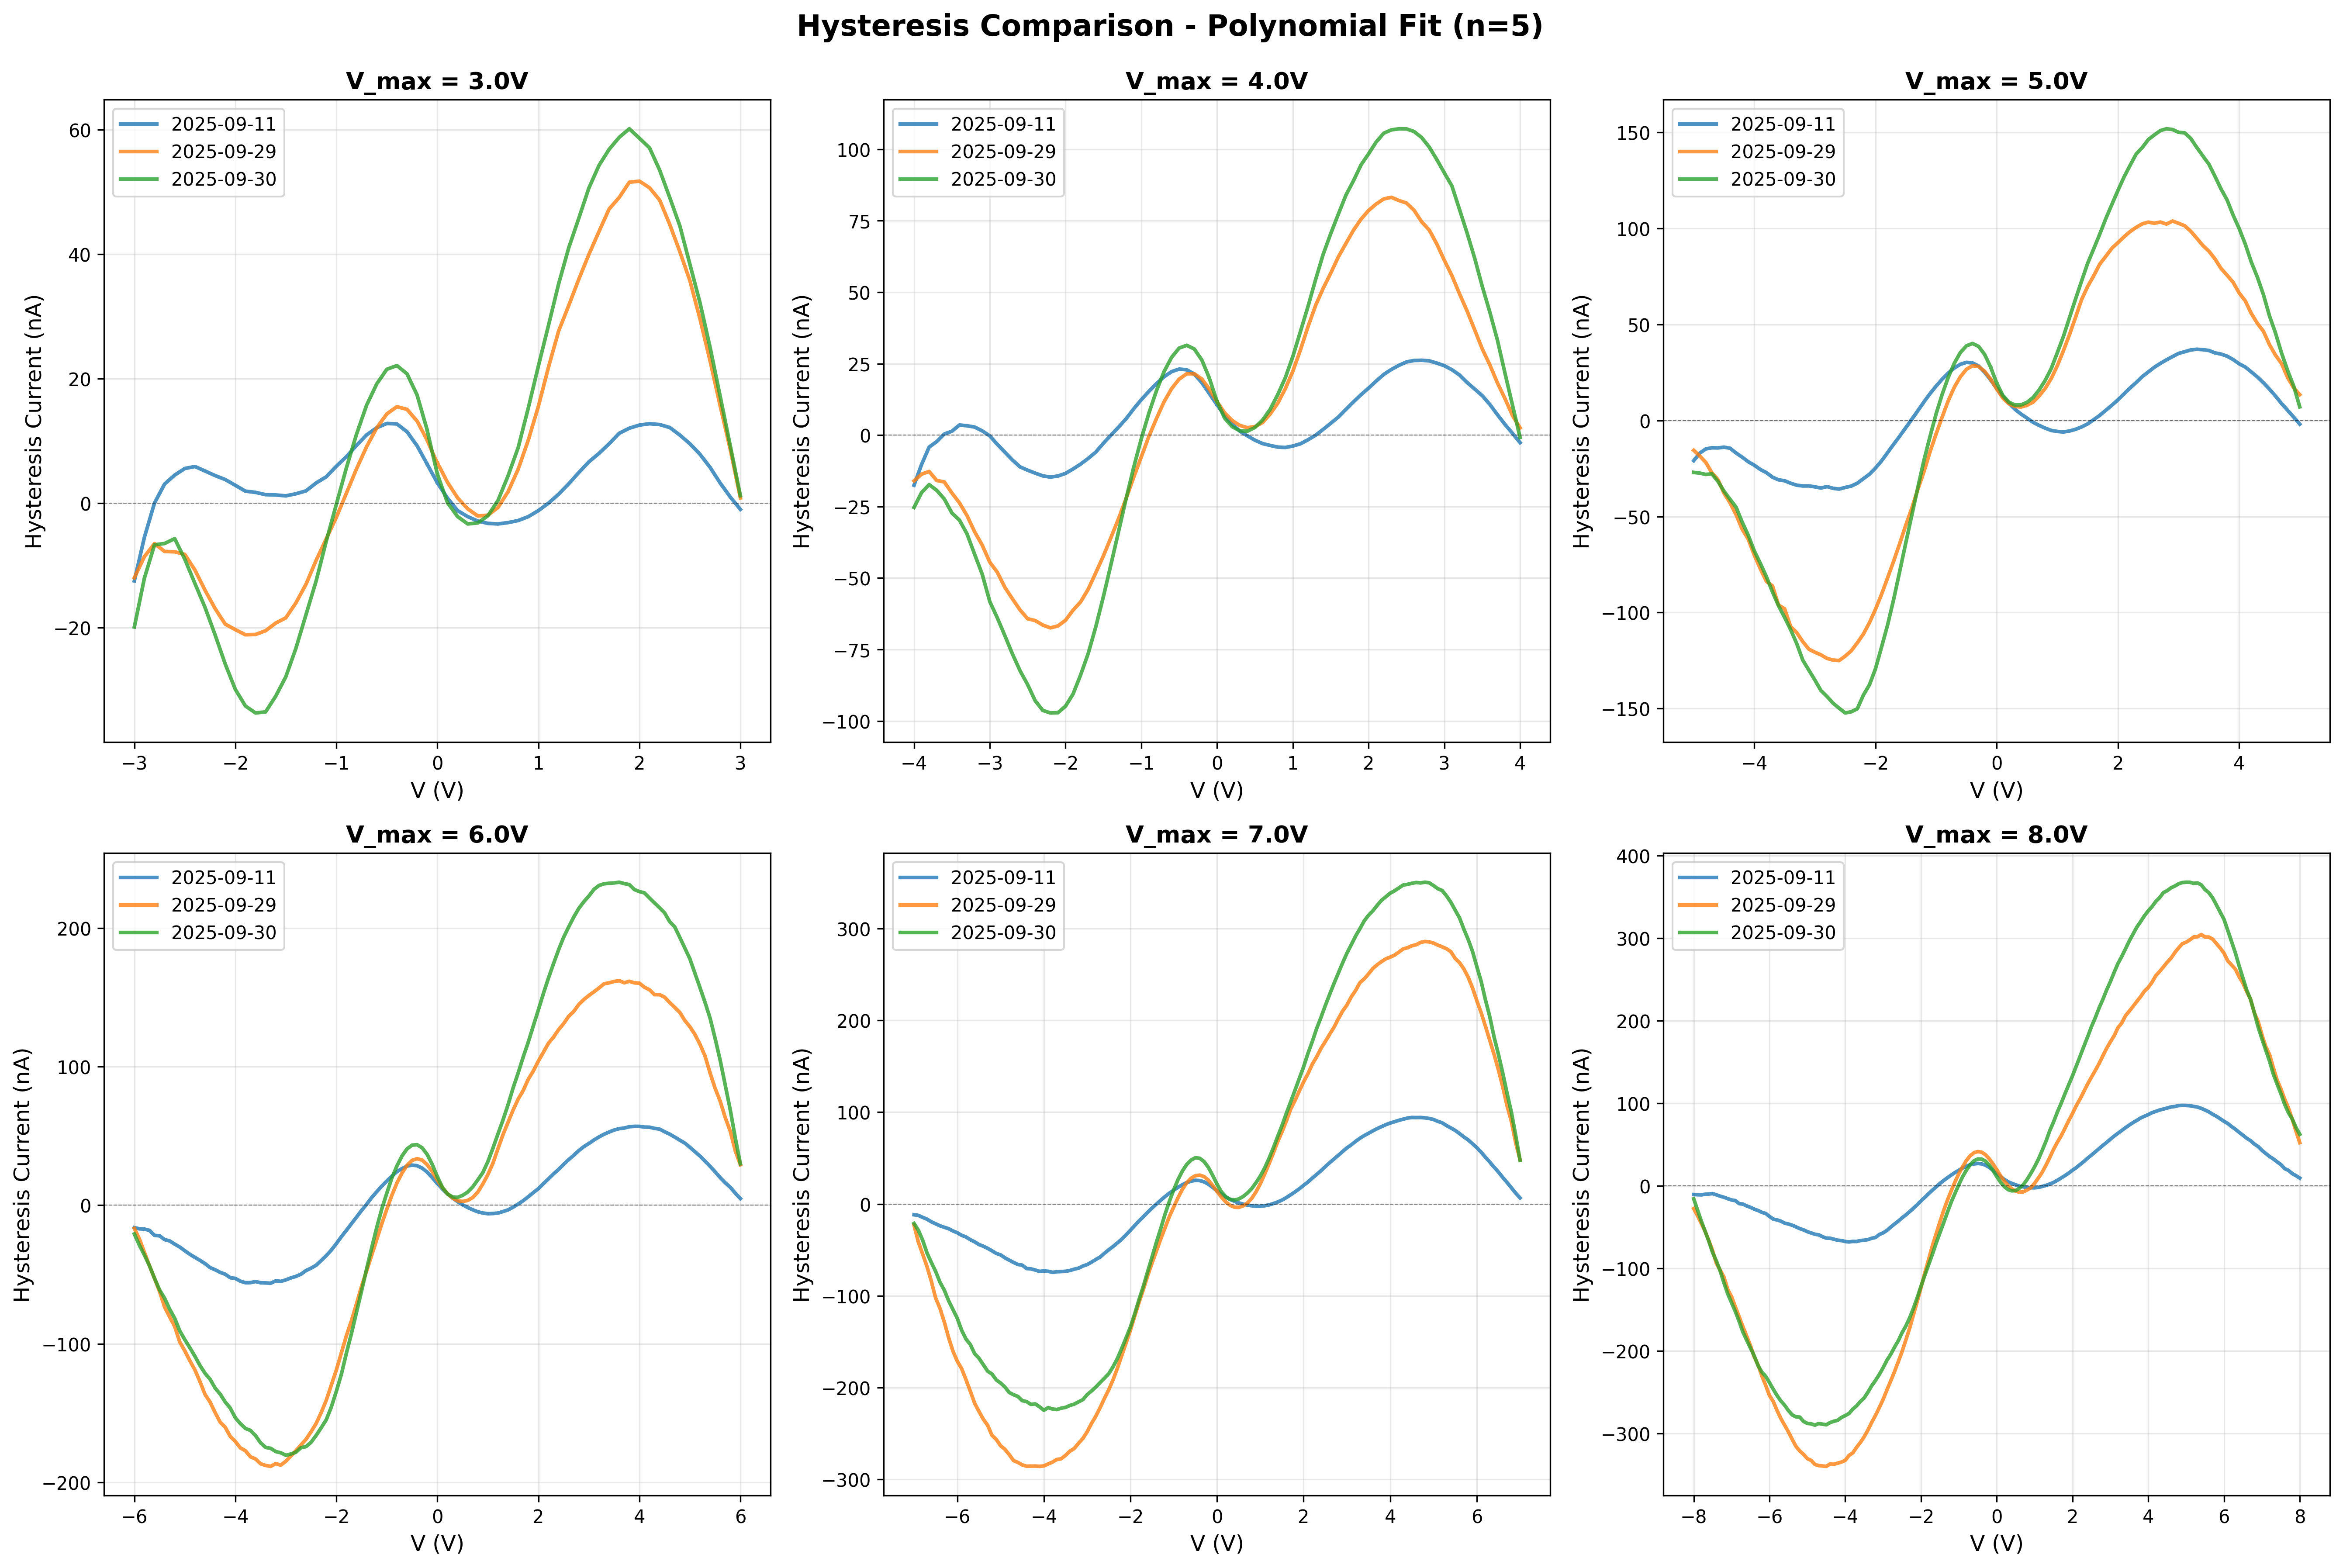 Hysteresis Comparison - Polynomial Fit (n=5)
V_max = 3.0V
2025-09-11
2025-09-29
2025-09-30
60
40
20
0
−20
Hysteresis Current (nA)
−3 −2 −1 0 1 2 3
V (V)
V_max = 4.0V
2025-09-11
2025-09-29
2025-09-30
100
75
50
25
0
−25
−50
−75
−100
Hysteresis Current (nA)
−4 −3 −2 −1 0 1 2 3 4
V (V)
V_max = 5.0V
2025-09-11
2025-09-29
2025-09-30
150
100
50
0
−50
−100
−150
Hysteresis Current (nA)
−4 −2 0 2 4
V (V)
V_max = 6.0V
2025-09-11
2025-09-29
2025-09-30
200
100
0
−100
−200
Hysteresis Current (nA)
−6 −4 −2 0 2 4 6
V (V)
V_max = 7.0V
2025-09-11
2025-09-29
2025-09-30
300
200
100
0
−100
−200
−300
Hysteresis Current (nA)
−6 −4 −2 0 2 4 6
V (V)
V_max = 8.0V
2025-09-11
2025-09-29
2025-09-30
400
300
200
100
0
−100
−200
−300
Hysteresis Current (nA)
−8 −6 −4 −2 0 2 4 6 8
V (V)